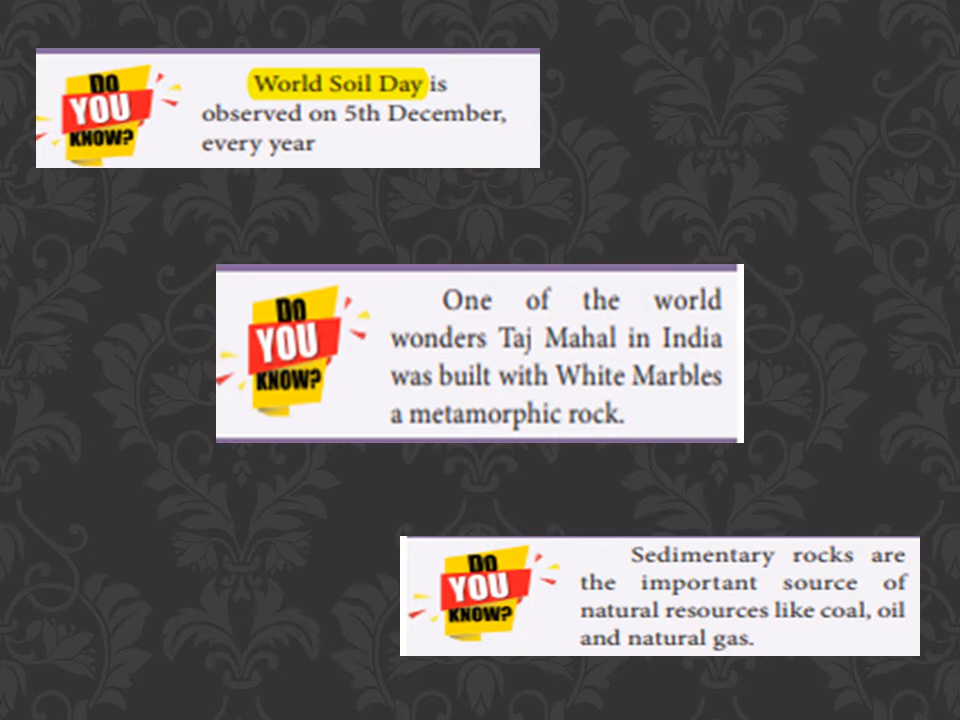 DO
YOU
KNOW?
World Soil Day is
observed on 5th December,
every year
DO
YOU
KNOW?
One of the world
wonders Taj Mahal in India
was built with White Marbles
a metamorphic rock.
DO
YOU
KNOW?
Sedimentary rocks are
the important source of
natural resources like coal, oil
and natural gas.